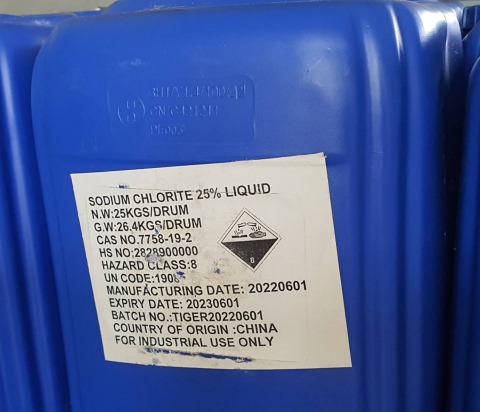 SODIUM CHLORITE 25% LIQUID
N.W:25KGS/DRUM
G.W:26.4KGS/DRUM
CAS NO.7758-19-2
HS NO:2828900000
HAZARD CLASS:8
UN CODE:1908
MANUFACTURING DATE: 20220601
EXPIRY DATE: 20230601
BATCH NO.:TIGER20220601
COUNTRY OF ORIGIN :CHINA
FOR INDUSTRIAL USE ONLY
8